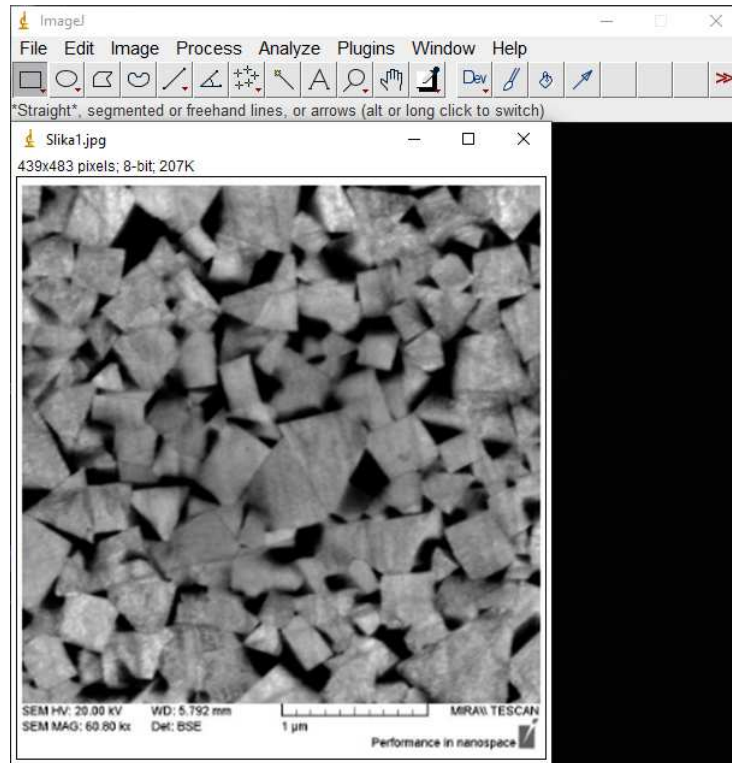 ImageJ
File Edit Image Process Analyze Plugins Window Help
A Dev
*Straight*, segmented or freehand lines, or arrows (alt or long click to switch)
Slika1.jpg
439x483 pixels; 8-bit; 207K
SEM HV: 20.00 kV WD: 5.792 mm MIRA\\ TESCAN
SEM MAG: 60.80 kx Det: BSE 1 µm
Performance in nanospace